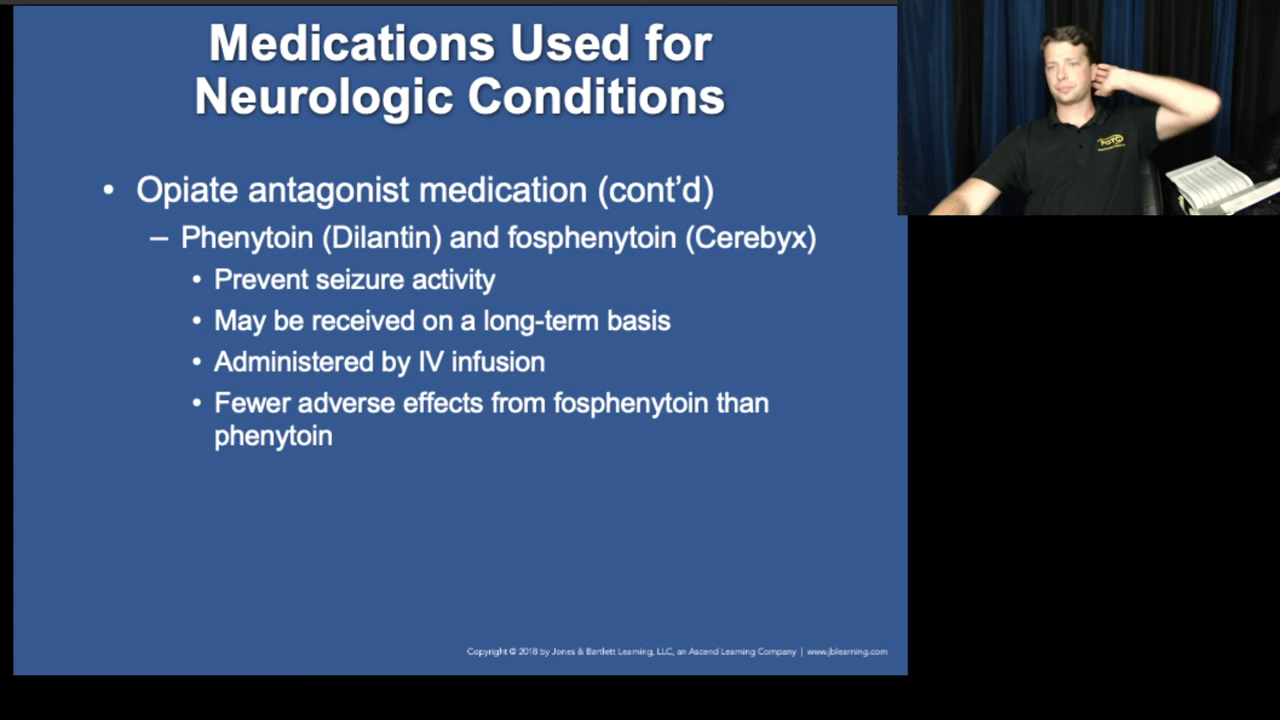 Medications Used for
Neurologic Conditions
• Opiate antagonist medication (cont’d)
– Phenytoin (Dilantin) and fosphenytoin (Cerebyx)
• Prevent seizure activity
• May be received on a long-term basis
• Administered by IV infusion
• Fewer adverse effects from fosphenytoin than
phenytoin
Copyright © 2018 by Jones & Bartlett Learning, LLC, an Ascend Learning Company | www.jblearning.com